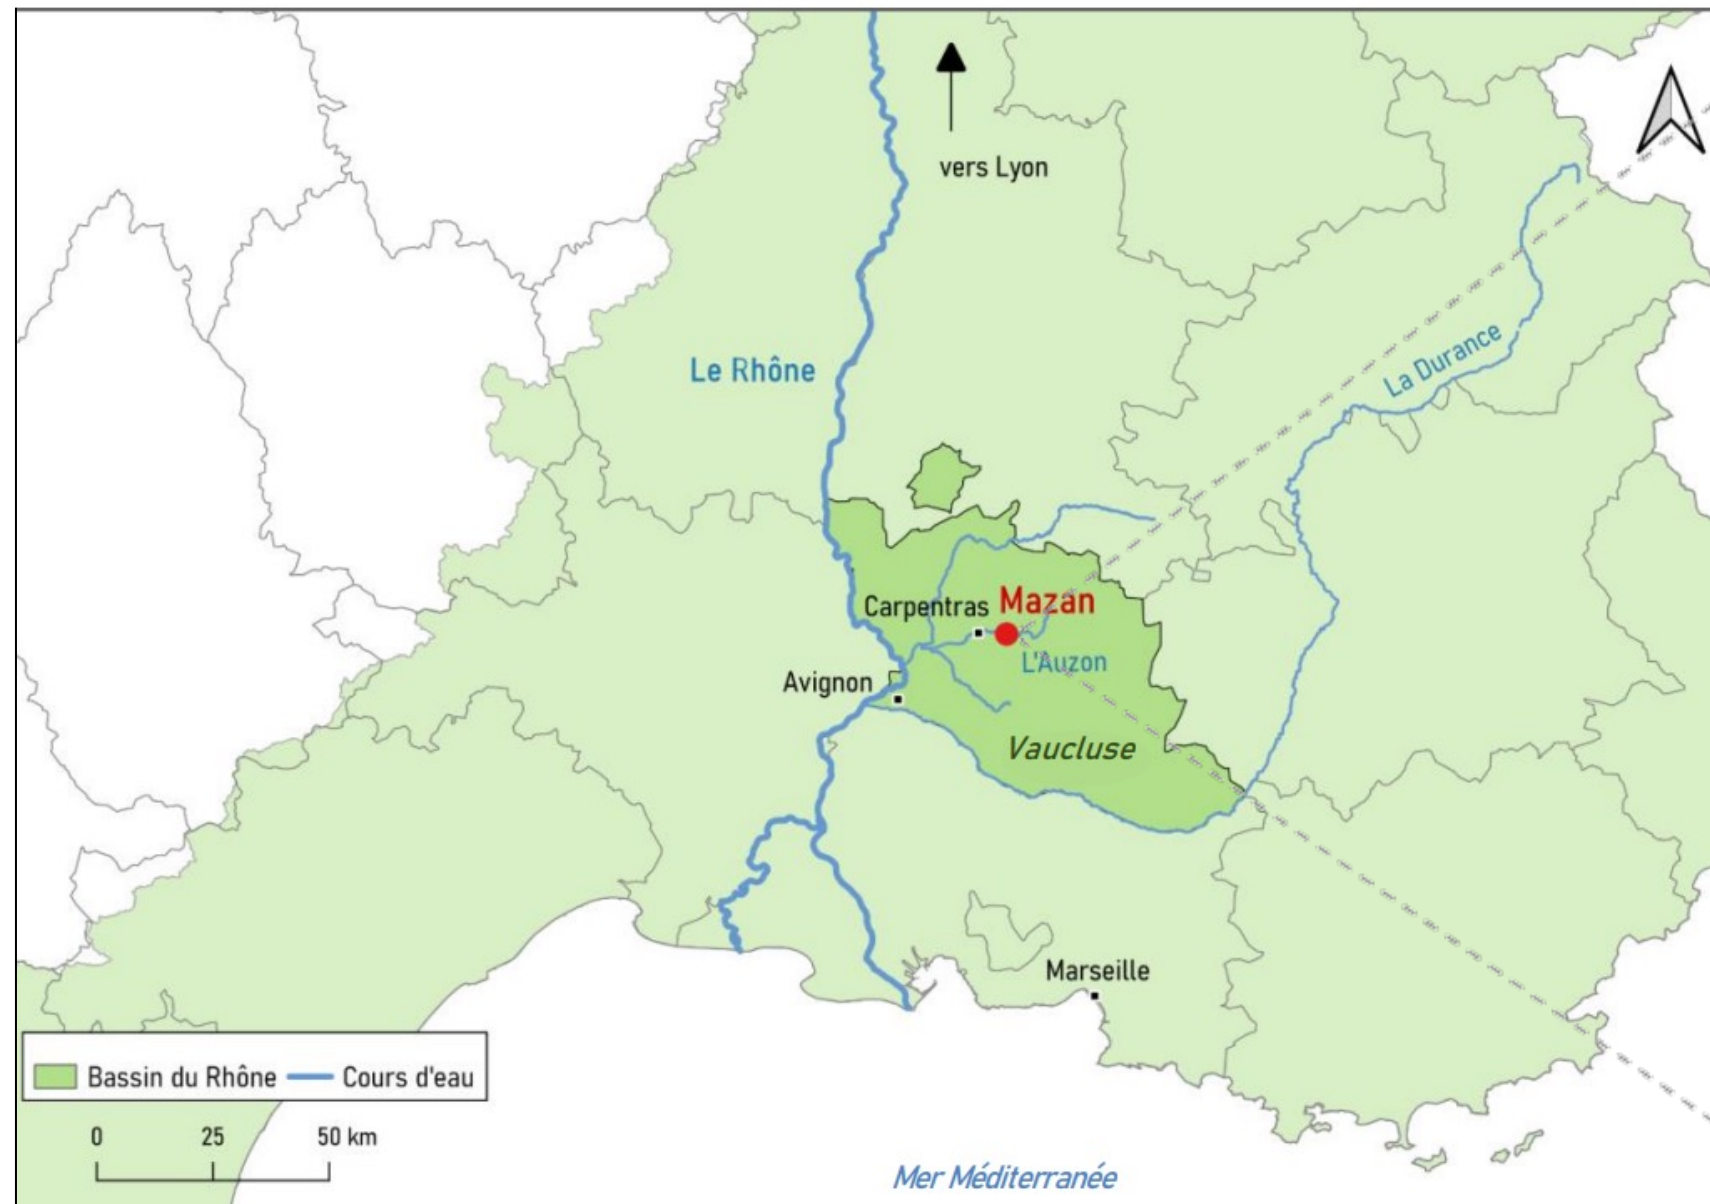 vers Lyon
Le Rhône
La Durance
Carpentras
Mazan
L'Auzon
Avignon
Vaucluse
Marseille
Bassin du Rhône
Cours d'eau
0 25 50 km
Mer Méditerranée